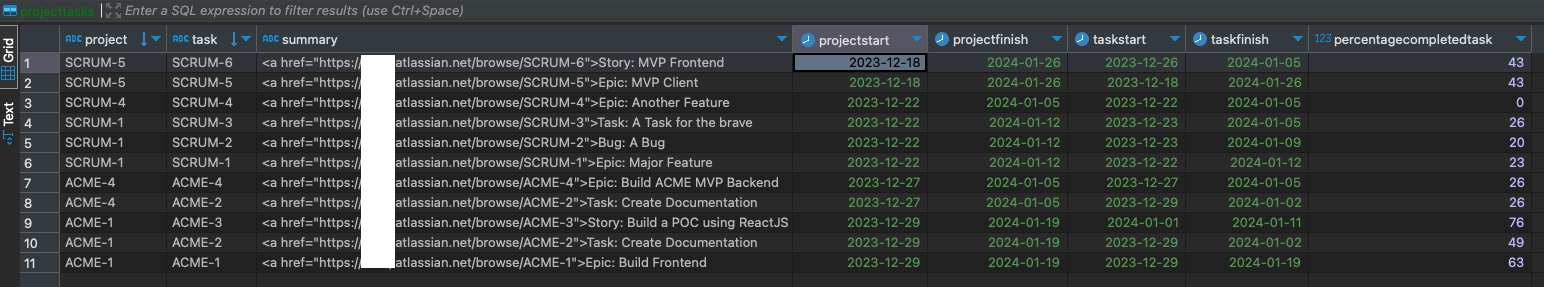 projecttasks Enter a SQL expression to filter results (use Ctrl+Space)
Grid
Text
ABC project ABC task ABC summary projectstart projectfinish taskstart taskfinish 123 percentagecompletedtask
1 SCRUM-5 SCRUM-6 <a href="https:// atlassian.net/browse/SCRUM-6">Story: MVP Frontend 2023-12-18 2024-01-26 2023-12-26 2024-01-05 43
2 SCRUM-5 SCRUM-5 <a href="https:// atlassian.net/browse/SCRUM-5">Epic: MVP Client 2023-12-18 2024-01-26 2023-12-18 2024-01-26 43
3 SCRUM-4 SCRUM-4 <a href="https:// atlassian.net/browse/SCRUM-4">Epic: Another Feature 2023-12-22 2024-01-05 2023-12-22 2024-01-05 0
4 SCRUM-1 SCRUM-3 <a href="https:// atlassian.net/browse/SCRUM-3">Task: A Task for the brave 2023-12-22 2024-01-12 2023-12-23 2024-01-05 26
5 SCRUM-1 SCRUM-2 <a href="https:// atlassian.net/browse/SCRUM-2">Bug: A Bug 2023-12-22 2024-01-12 2023-12-23 2024-01-09 20
6 SCRUM-1 SCRUM-1 <a href="https:// atlassian.net/browse/SCRUM-1">Epic: Major Feature 2023-12-22 2024-01-12 2023-12-22 2024-01-12 23
7 ACME-4 ACME-4 <a href="https:// atlassian.net/browse/ACME-4">Epic: Build ACME MVP Backend 2023-12-27 2024-01-05 2023-12-27 2024-01-05 26
8 ACME-4 ACME-2 <a href="https:// atlassian.net/browse/ACME-2">Task: Create Documentation 2023-12-27 2024-01-05 2023-12-29 2024-01-02 26
9 ACME-1 ACME-3 <a href="https:// atlassian.net/browse/ACME-3">Story: Build a POC using ReactJS 2023-12-29 2024-01-19 2024-01-01 2024-01-11 76
10 ACME-1 ACME-2 <a href="https:// atlassian.net/browse/ACME-2">Task: Create Documentation 2023-12-29 2024-01-19 2023-12-29 2024-01-02 49
11 ACME-1 ACME-1 <a href="https:// atlassian.net/browse/ACME-1">Epic: Build Frontend 2023-12-29 2024-01-19 2023-12-29 2024-01-19 63